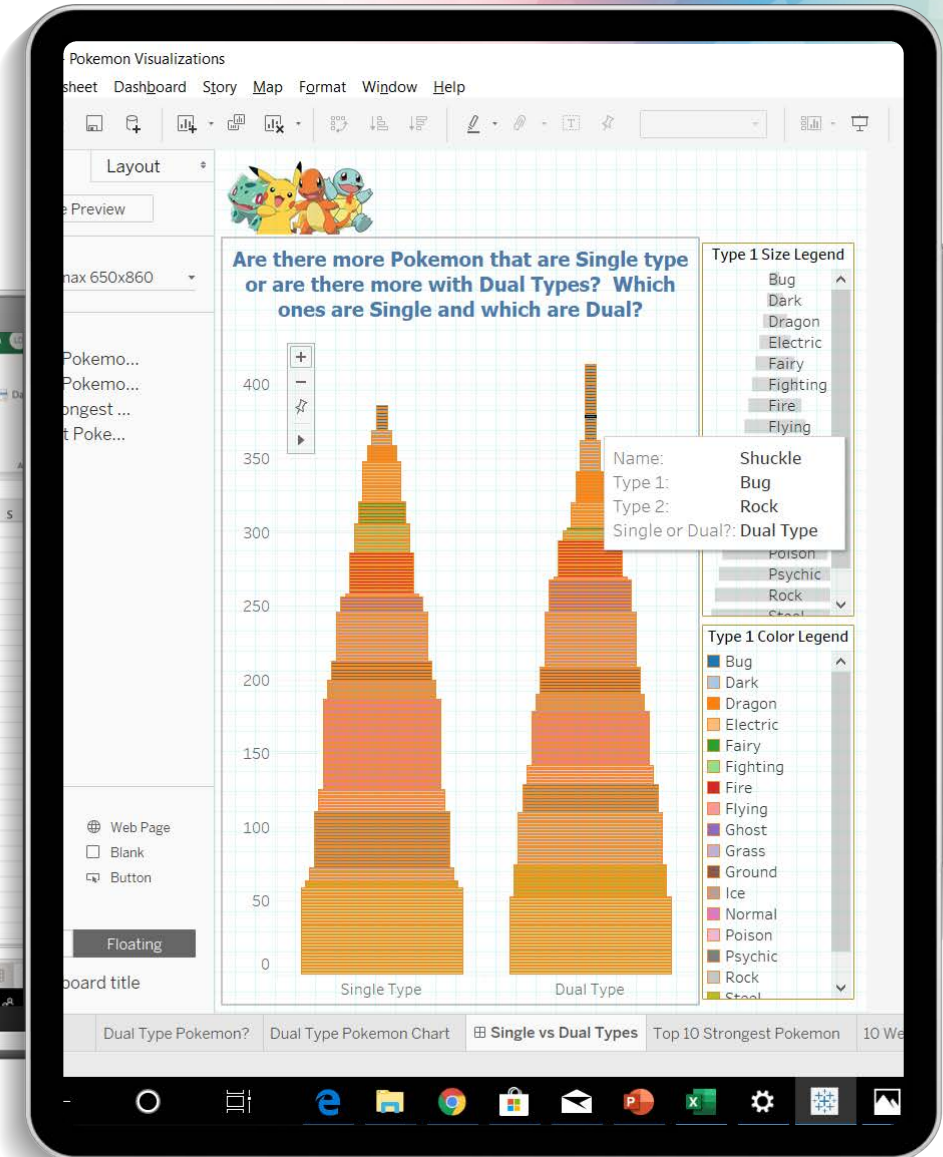 Pokemon Visualizations
sheet Dashboard Story Map Format Window Help
Layout
e Preview
max 650x860
Pokemo...
Pokemo...
ongest ...
t Poke...
Web Page
Blank
Button
Floating
board title
Are there more Pokemon that are Single type
or are there more with Dual Types? Which
ones are Single and which are Dual?
400
350
300
250
200
150
100
50
0
Single Type
Dual Type
Name: Shuckle
Type 1: Bug
Type 2: Rock
Single or Dual?: Dual Type
Type 1 Size Legend
Bug
Dark
Dragon
Electric
Fairy
Fighting
Fire
Flying
Poison
Psychic
Rock
Steel
Type 1 Color Legend
Bug
Dark
Dragon
Electric
Fairy
Fighting
Fire
Flying
Ghost
Grass
Ground
Ice
Normal
Poison
Psychic
Rock
Steel
Dual Type Pokemon?
Dual Type Pokemon Chart
Single vs Dual Types
Top 10 Strongest Pokemon
10 We